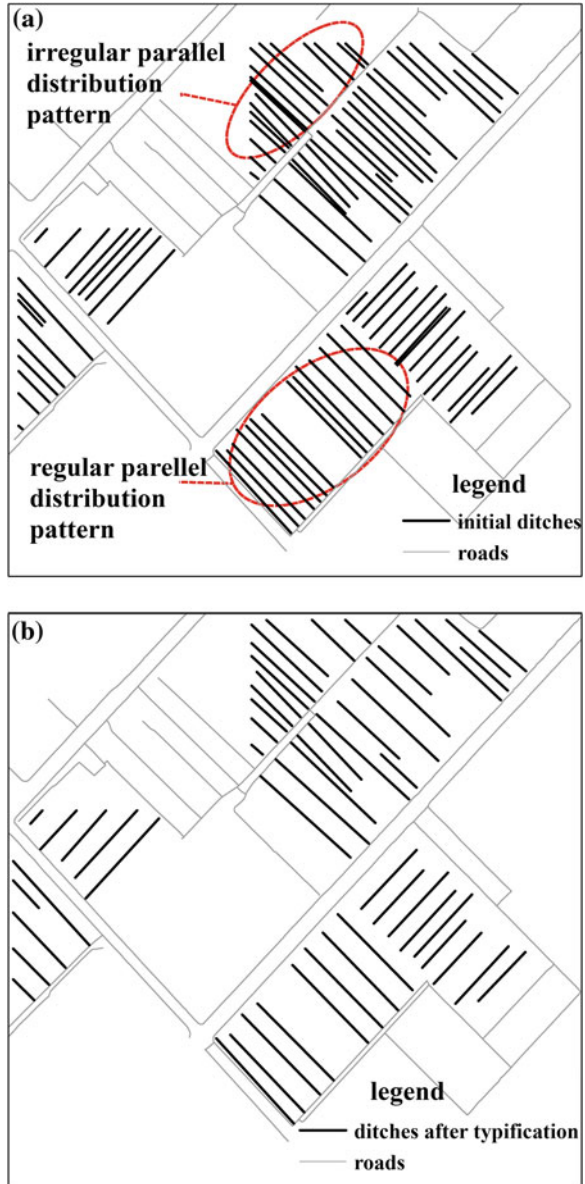 (a)
irregular parallel
distribution
pattern
regular parellel
distribution
pattern
legend
initial ditches
roads
(b)
legend
ditches after typification
roads